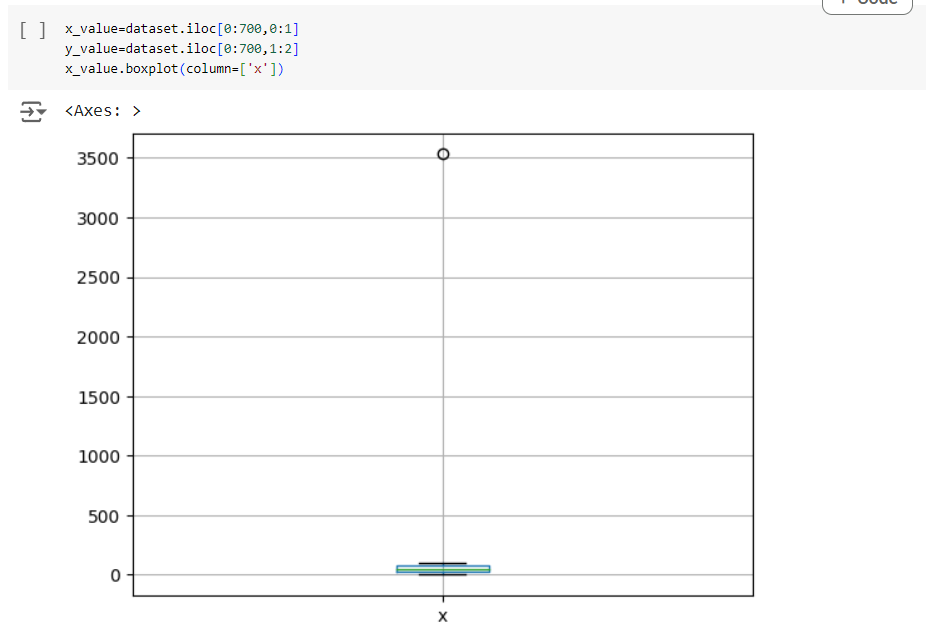 + Code
[ ] x_value=dataset.iloc[0:700,0:1]
y_value=dataset.iloc[0:700,1:2]
x_value.boxplot(column=['x'])
<Axes: >
3500
3000
2500
2000
1500
1000
500
0
x